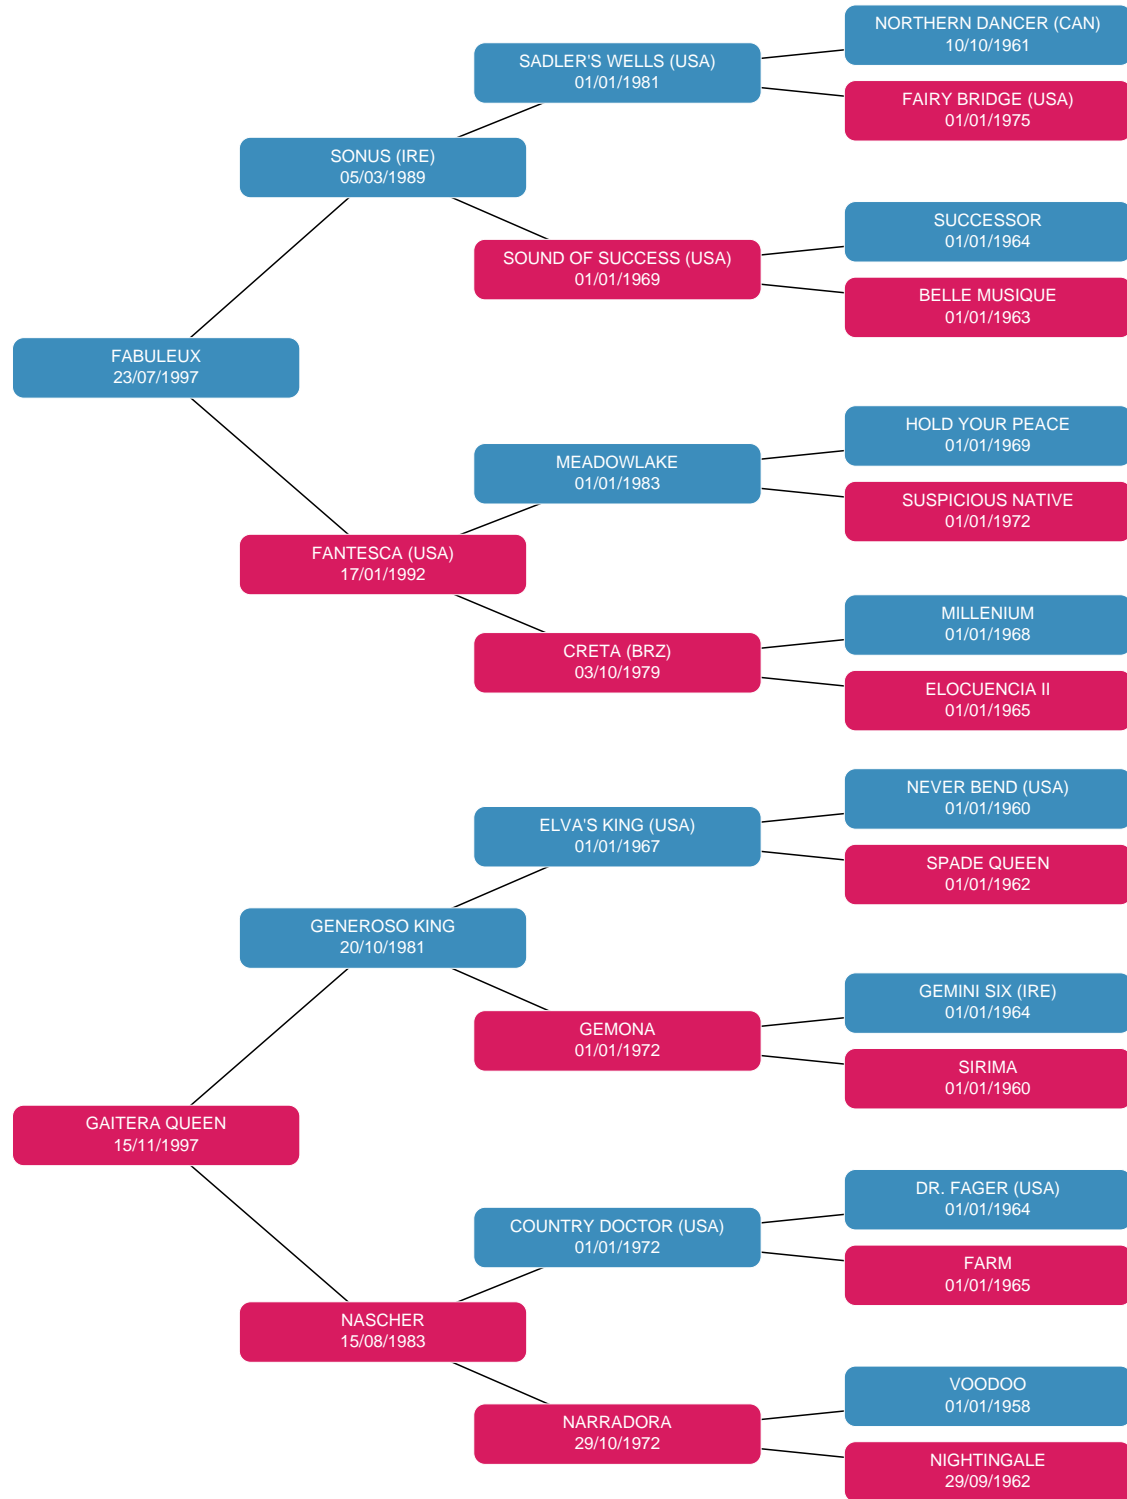 NORTHERN DANCER (CAN)
10/10/1961
SADLER'S WELLS (USA)
01/01/1981
FAIRY BRIDGE (USA)
01/01/1975
SONUS (IRE)
05/03/1989
SUCCESSOR
01/01/1964
SOUND OF SUCCESS (USA)
01/01/1969
BELLE MUSIQUE
01/01/1963
FABULEUX
23/07/1997
HOLD YOUR PEACE
01/01/1969
MEADOWLAKE
01/01/1983
SUSPICIOUS NATIVE
01/01/1972
FANTESCA (USA)
17/01/1992
MILLENIUM
01/01/1968
CRETA (BRZ)
03/10/1979
ELOCUENCIA II
01/01/1965
NEVER BEND (USA)
01/01/1960
ELVA'S KING (USA)
01/01/1967
SPADE QUEEN
01/01/1962
GENEROSO KING
20/10/1981
GEMINI SIX (IRE)
01/01/1964
GEMONA
01/01/1972
SIRIMA
01/01/1960
GAITERA QUEEN
15/11/1997
DR. FAGER (USA)
01/01/1964
COUNTRY DOCTOR (USA)
01/01/1972
FARM
01/01/1965
NASCHER
15/08/1983
VOODOO
01/01/1958
NARRADORA
29/10/1972
NIGHTINGALE
29/09/1962